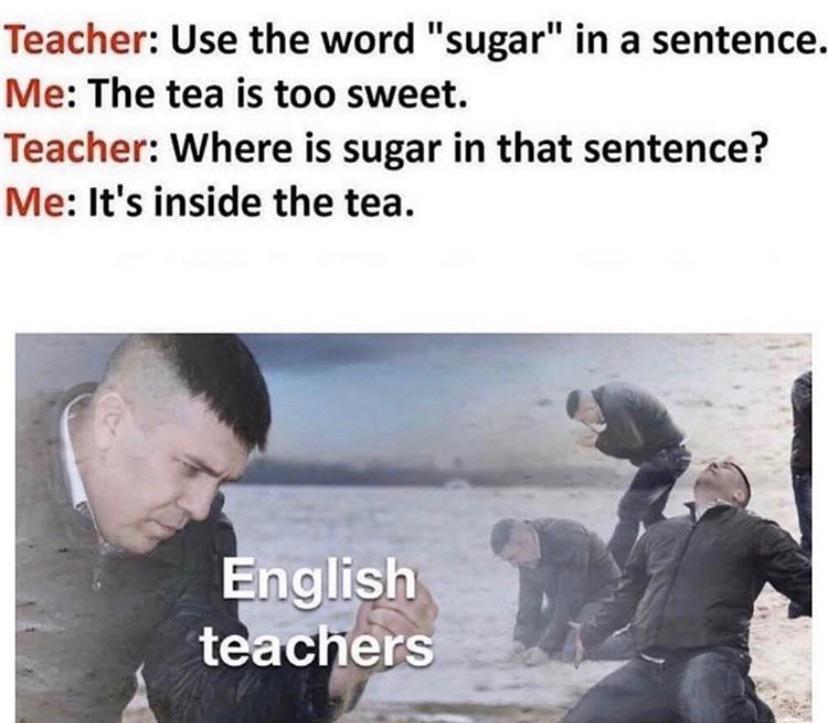 Teacher: Use the word "sugar" in a sentence.
Me: The tea is too sweet.
Teacher: Where is sugar in that sentence?
Me: It's inside the tea.
English
teachers